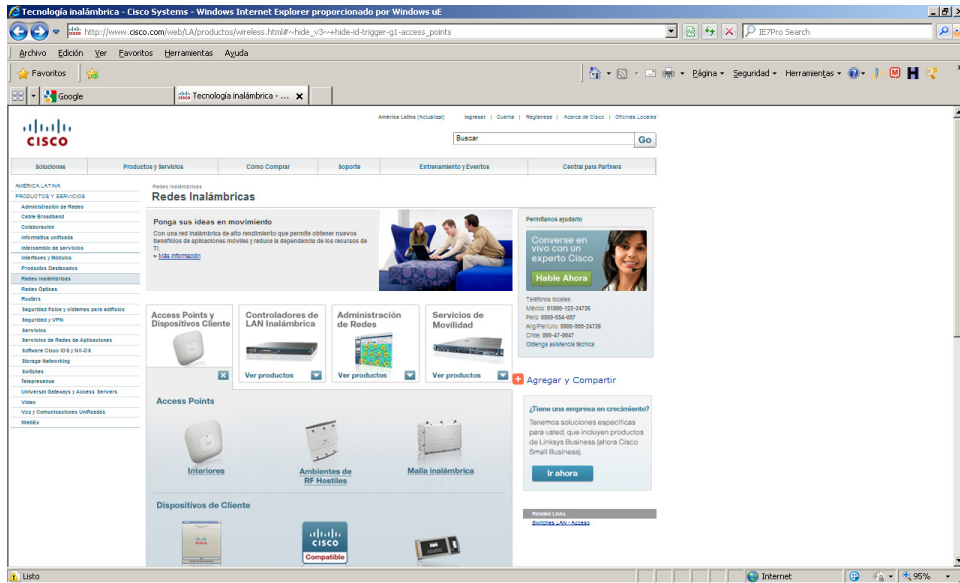 Tecnología inalámbrica - Cisco Systems - Windows Internet Explorer proporcionado por Windows uE
http://www.cisco.com/web/LA/productos/wireless.html#~hide_v3~+hide-id-trigger-g1-access_points
IE7Pro Search
Archivo Edición Ver Favoritos Herramientas Ayuda
Favoritos
Página Seguridad Herramientas
Google
Tecnología inalámbrica - ...
América Latina [Actualizar] Ingresar | Cuenta | Regístrese | Acerca de Cisco | Oficinas Locales
CISCO
Buscar
Go
Soluciones
Productos y Servicios
Cómo Comprar
Soporte
Entrenamiento y Eventos
Central para Partners
AMÉRICA LATINA
PRODUCTOS Y SERVICIOS
Administración de Redes
Cable Broadband
Colaboración
Informática unificada
Intercambio de servicios
Interfaces y Módulos
Productos Destacados
Redes Inalámbricas
Redes Ópticas
Routers
Seguridad física y sistemas para edificios
Seguridad y VPN
Servicios
Servicios de Redes de Aplicaciones
Software Cisco IOS y NX-OS
Storage Networking
Switches
Telepresense
Universal Gateways y Access Servers
Video
Voz y Comunicaciones Unificadas
WebEx
Redes Inalámbricas
Redes Inalámbricas
Ponga sus ideas en movimiento
Con una red inalámbrica de alto rendimiento que permite obtener nuevos
beneficios de aplicaciones móviles y reduce la dependencia de los recursos de
TI.
Más información
Access Points y
Dispositivos Cliente
Controladores de
LAN Inalámbrica
Ver productos
Administración
de Redes
Ver productos
Servicios de
Movilidad
Ver productos
Access Points
Interiores
Ambientes de
RF Hostiles
Malla inalámbrica
Dispositivos de Cliente
CISCO
Compatible
Permítanos ayudarlo
Converse en
vivo con un
experto Cisco
Hable Ahora
Teléfonos locales:
México: 01800-122-24726
Perú: 0800-654-697
Arg/Par/Uru: 0800-999-24726
Chile: 800-47-0047
Obtenga asistencia técnica
Agregar y Compartir
¿Tiene una empresa en crecimiento?
Tenemos soluciones específicas
para usted, que incluyen productos
de Linksys Business (ahora Cisco
Small Business).
Ir ahora
Related Links
Switches LAN - Acceso
Listo
Internet
95%